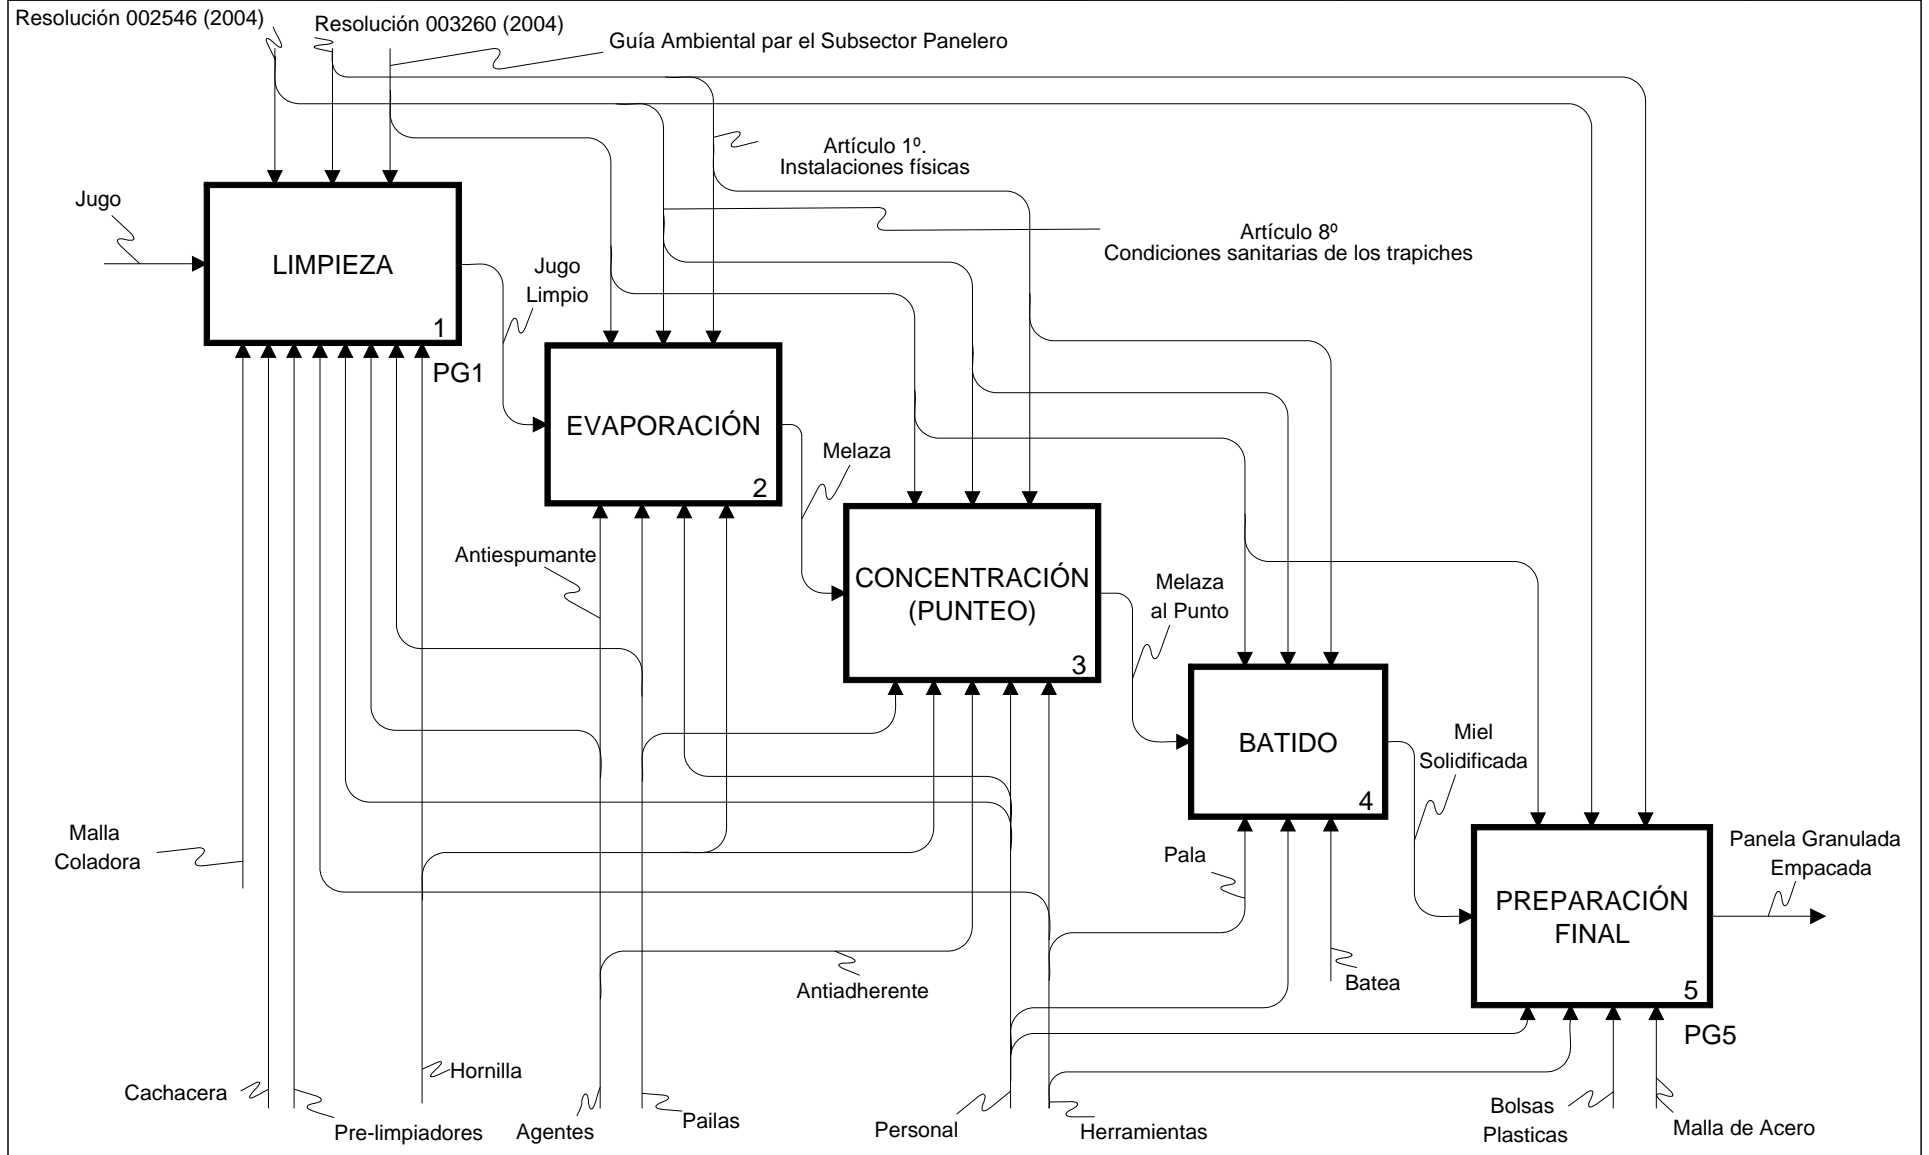 Resolución 002546 (2004)
Resolución 003260 (2004)
Guía Ambiental par el Subsector Panelero
Artículo 1º.
Instalaciones físicas
Artículo 8º
Condiciones sanitarias de los trapiches
Jugo
LIMPIEZA
1
PG1
Jugo
Limpio
EVAPORACIÓN
2
Melaza
Antiespumante
CONCENTRACIÓN
(PUNTEO)
3
Melaza
al Punto
BATIDO
4
Miel
Solidificada
Malla
Coladora
Pala
Batea
PREPARACIÓN
FINAL
5
PG5
Panela Granulada
Empacada
Antiadherente
Hornilla
Cachacera
Pre-limpiadores
Agentes
Pailas
Personal
Herramientas
Bolsas
Plasticas
Malla de Acero